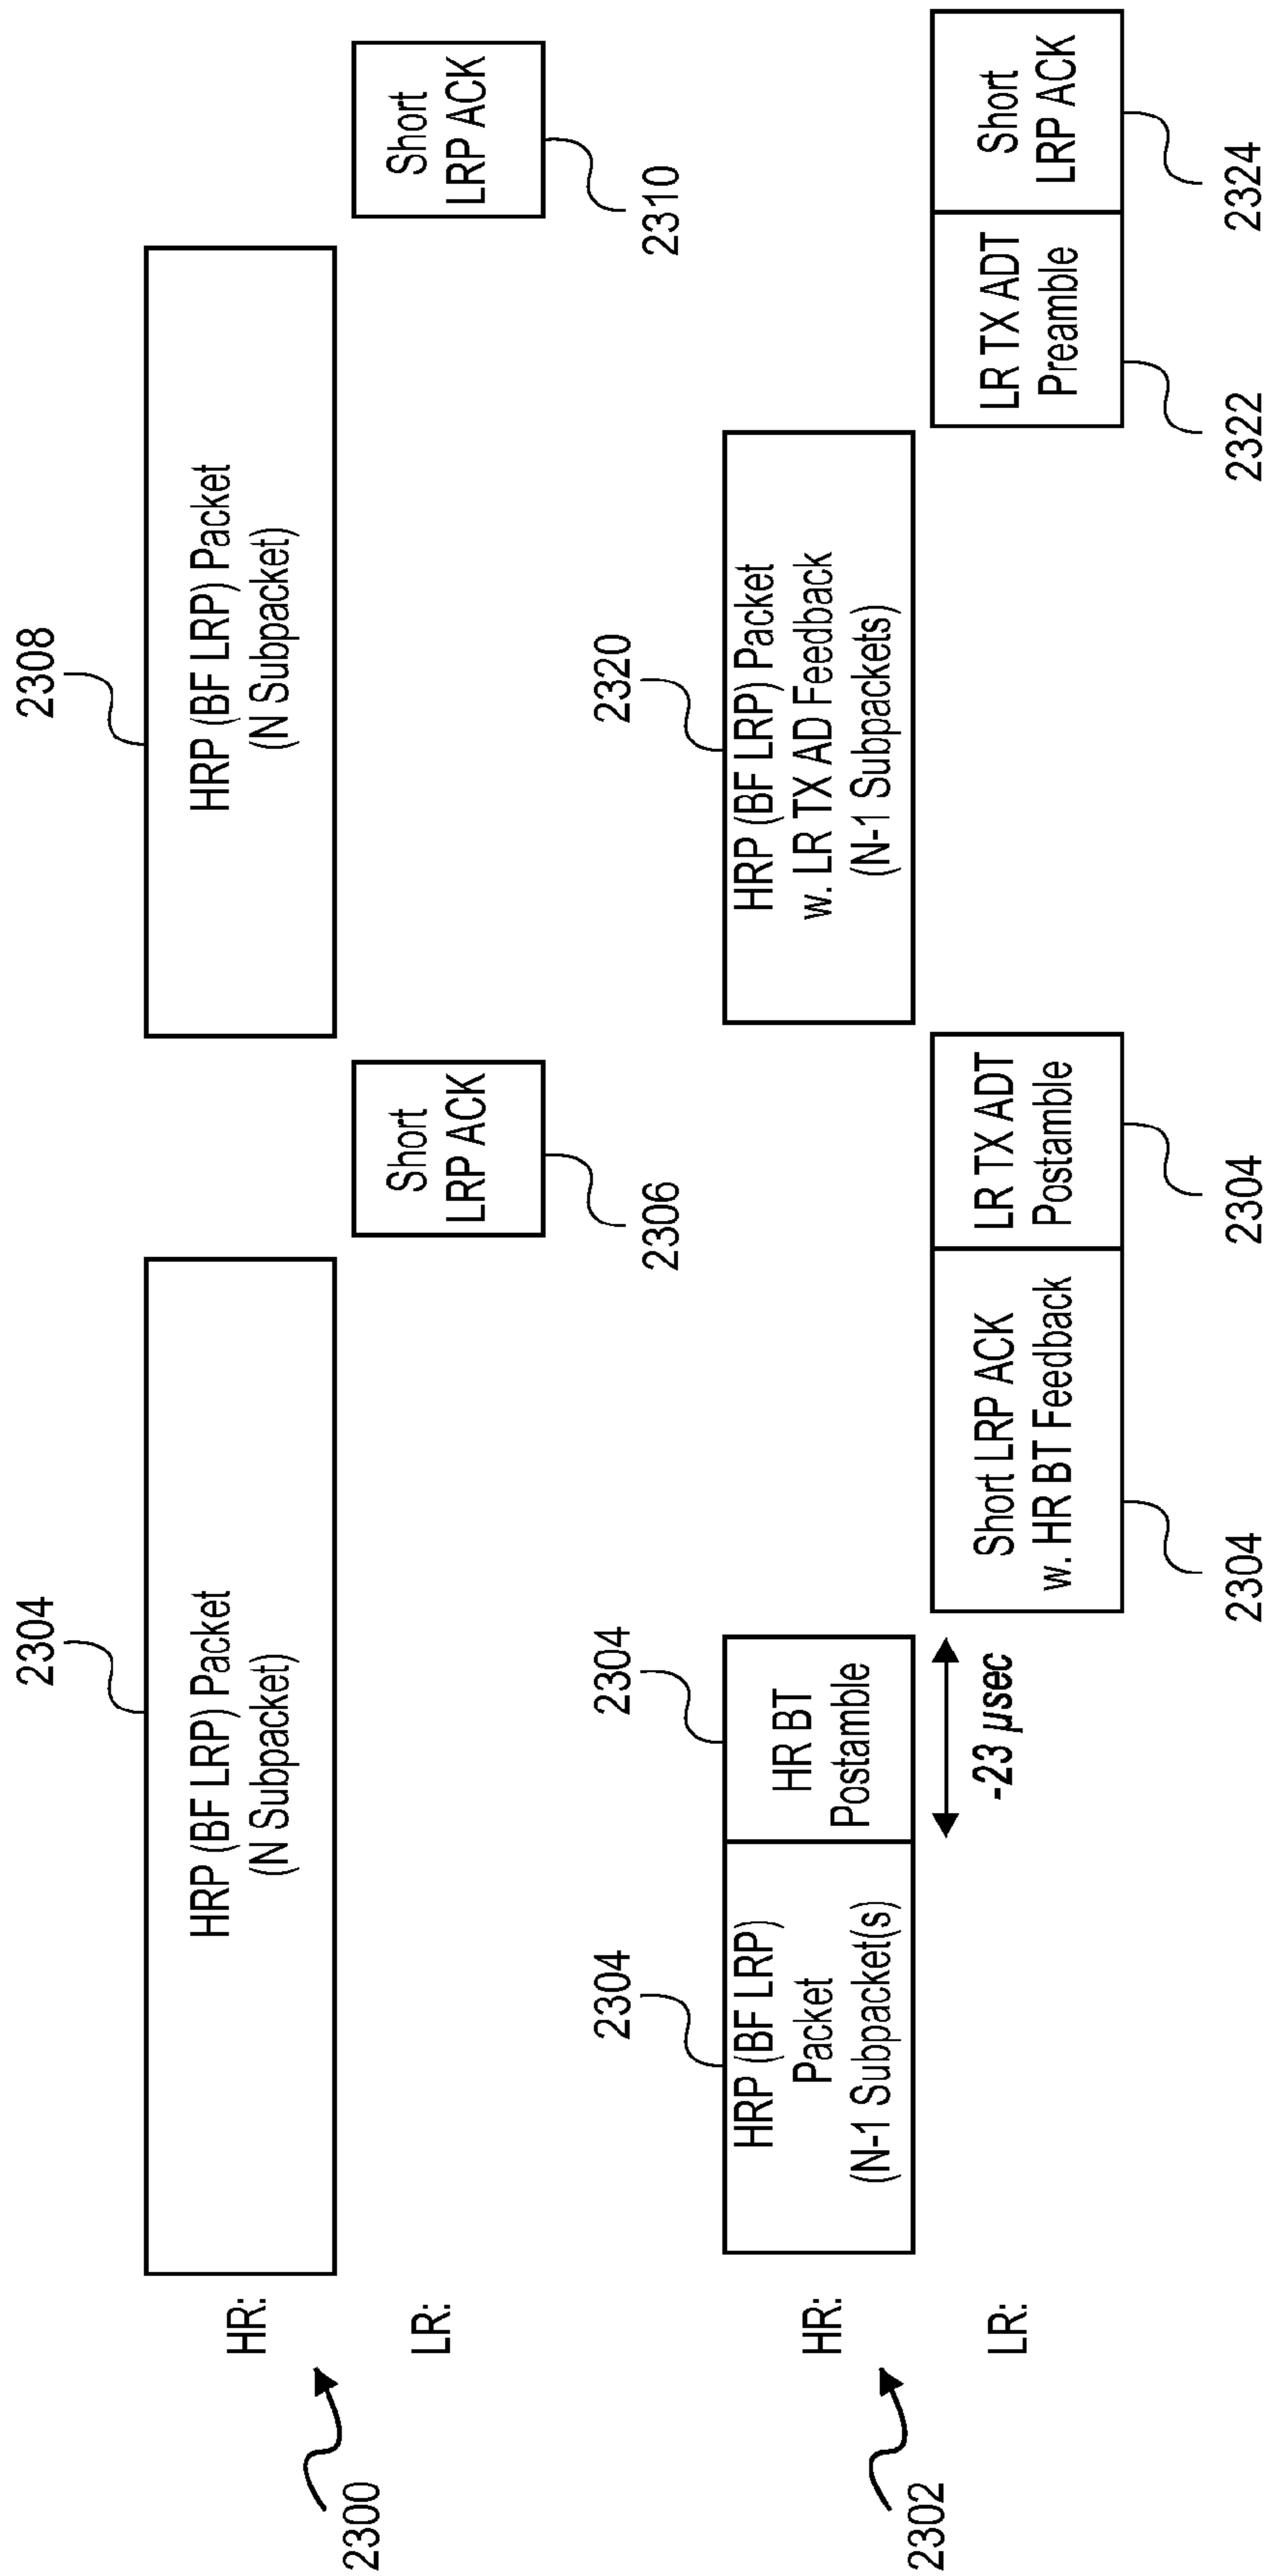 2300
HR:
2304
HRP (BF LRP) Packet
(N Subpacket)
2308
HRP (BF LRP) Packet
(N Subpacket)
LR:
Short
LRP ACK
2306
Short
LRP ACK
2310
2302
HR:
2304
HRP (BF LRP)
Packet
(N-1 Subpacket(s)
2304
HR BT
Postamble
2320
HRP (BF LRP) Packet
w. LR TX AD Feedback
(N-1 Subpackets)
LR:
-23 µsec
Short LRP ACK
w. HR BT Feedback
2304
LR TX ADT
Postamble
2304
LR TX ADT
Preamble
2322
Short
LRP ACK
2324